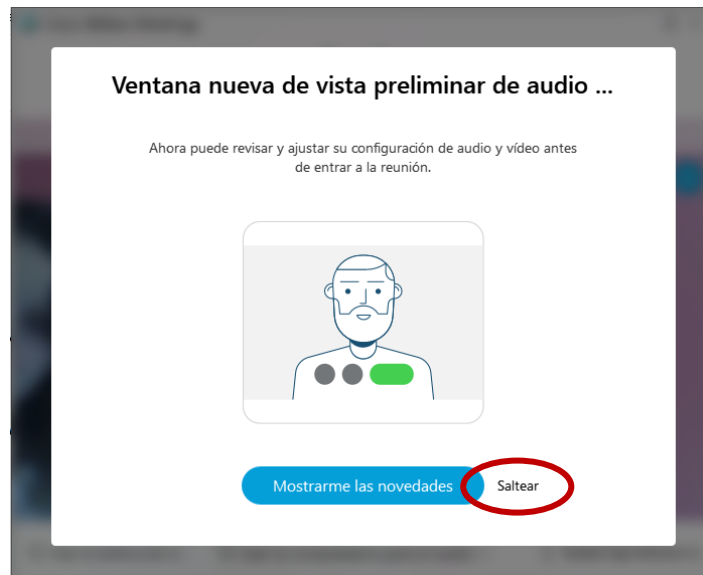 Ventana nueva de vista preliminar de audio ...
Ahora puede revisar y ajustar su configuración de audio y vídeo antes
de entrar a la reunión.
Mostrarme las novedades
Saltear